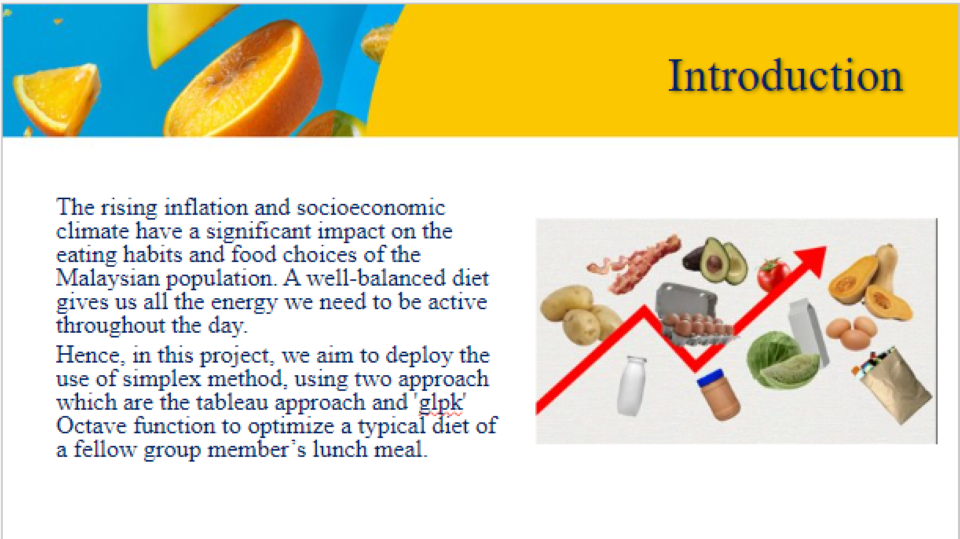 Introduction
The rising inflation and socioeconomic
climate have a significant impact on the
eating habits and food choices of the
Malaysian population. A well-balanced diet
gives us all the energy we need to be active
throughout the day.
Hence, in this project, we aim to deploy the
use of simplex method, using two approach
which are the tableau approach and 'glpk'
Octave function to optimize a typical diet of
a fellow group member’s lunch meal.